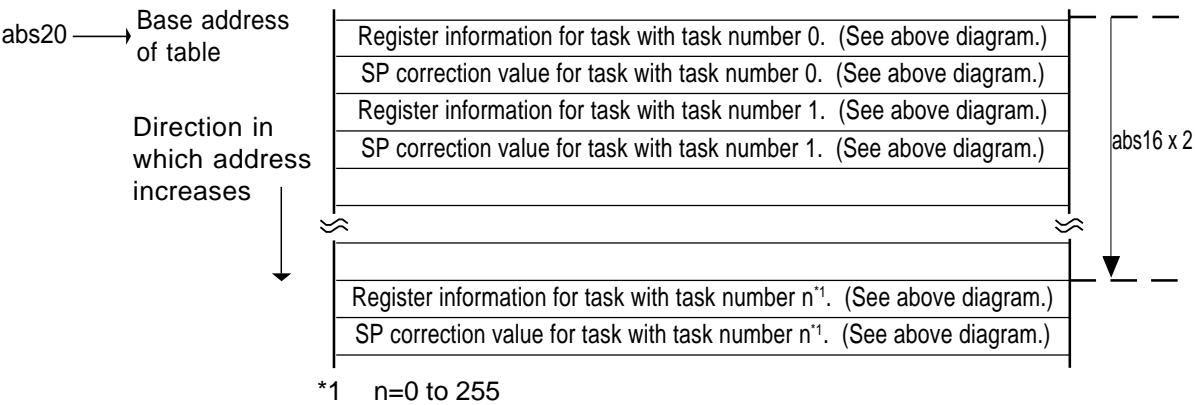 abs20
Base address
of table
Register information for task with task number 0. (See above diagram.)
SP correction value for task with task number 0. (See above diagram.)
Register information for task with task number 1. (See above diagram.)
SP correction value for task with task number 1. (See above diagram.)
Direction in
which address
increases
abs16 x 2
Register information for task with task number n*1. (See above diagram.)
SP correction value for task with task number n*1. (See above diagram.)
*1 n=0 to 255